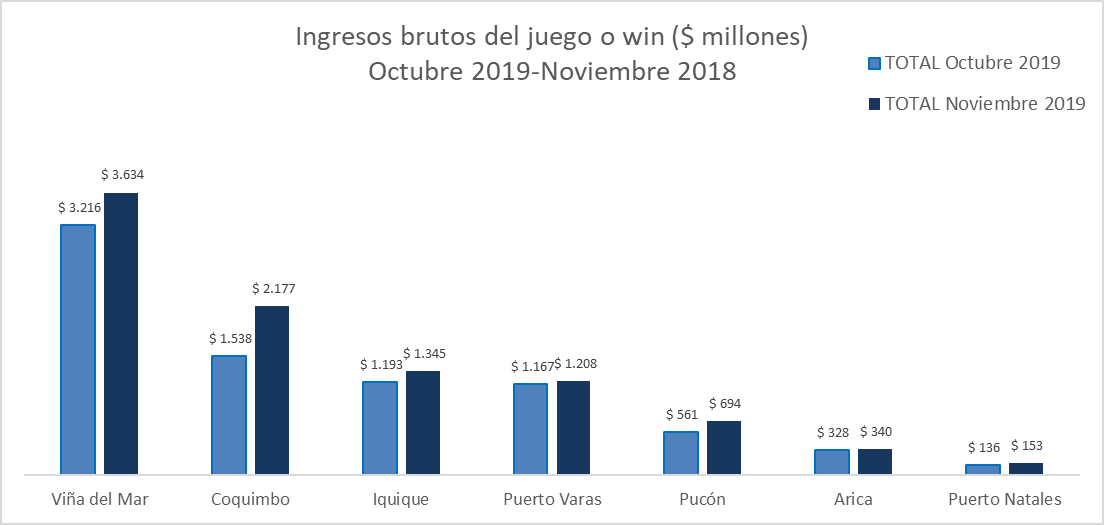 Ingresos brutos del juego o win ($ millones)
Octubre 2019-Noviembre 2018
TOTAL Octubre 2019
TOTAL Noviembre 2019
$ 3.216
$ 3.634
$ 1.538
$ 2.177
$ 1.193
$ 1.345
$ 1.167
$ 1.208
$ 561
$ 694
$ 328
$ 340
$ 136
$ 153
Viña del Mar
Coquimbo
Iquique
Puerto Varas
Pucón
Arica
Puerto Natales